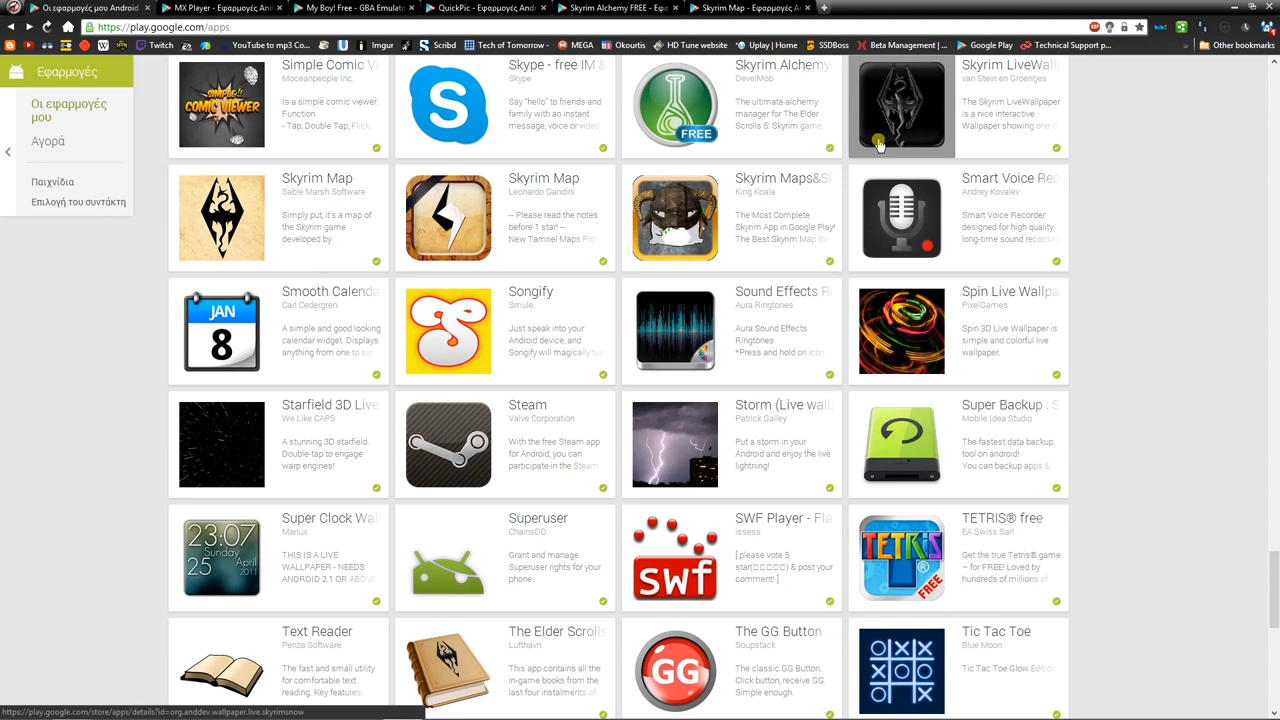 Οι εφαρμογές μου Android
MX Player - Εφαρμογές And
My Boy! Free - GBA Emulato
QuickPic - Εφαρμογές And
Skyrim Alchemy FREE - Εφα
Skyrim Map - Εφαρμογές An
https://play.google.com/apps
Twitch
YouTube to mp3 Co...
Imgur
Scribd
Tech of Tomorrow -
MEGA
Okourtis
HD Tune website
Uplay | Home
SSDBoss
Beta Management |...
Google Play
Technical Support p...
Other bookmarks
Εφαρμογές
Οι εφαρμογές
μου
Αγορά
Παιχνίδια
Επιλογή του συντάκτη
SIMPLE!!
COMIC VIEWER
Simple Comic Vi
Moceanpeople Inc.
Is a simple comic viewer.
Function
- Tap, Double Tap, Flick,
Skype - free IM &
Skype
Say "hello" to friends and
family with an instant
message, voice or video
FREE
Skyrim Alchemy
DevelMob
The ultimate alchemy
manager for The Elder
Scrolls 5: Skyrim game.
Skyrim LiveWall
van Stein en Groentjes
The Skyrim LiveWallpaper
is a nice interactive
Wallpaper showing one of
Skyrim Map
Sable Marsh Software
Simply put, it's a map of
the Skyrim game
developed by
Skyrim Map
Leonardo Gandini
-- Please read the notes
before 1 star! --
New Tamriel Maps Pro
Skyrim Maps&S
King Koala
The Most Complete
Skyrim App in Google Play!
The Best Skyrim Map for
Smart Voice Rec
Andrey Kovalev
Smart Voice Recorder
designed for high quality
long-time sound recording
JAN
8
Smooth Calenda
Carl Cedergren
A simple and good looking
calendar widget. Displays
anything from one to six
Songify
Smule
Just speak into your
Android device, and
Songify will magically tu
Sound Effects R
Aura Ringtones
Aura Sound Effects
Ringtones
*Press and hold on icon
Spin Live Wallpa
PixelGames
Spin 3D Live Wallpaper is
simple and colorful live
wallpaper.
Starfield 3D Live
We Like CAPS
A stunning 3D starfield.
Double-tap to engage
warp engines!
Steam
Valve Corporation
With the free Steam app
for Android, you can
participate in the Steam
Storm (Live wall
Patrick Galley
Put a storm in your
Android and enjoy the live
lightning!
Super Backup : S
Mobile Idea Studio
The fastest data backup
tool on android!
You can backup apps &
23:07
Sunday
25 April
2011
Super Clock Wal
Mariux
THIS IS A LIVE
WALLPAPER - NEEDS
ANDROID 2.1 OR ABOVE
Superuser
ChainsDD
Grant and manage
Superuser rights for your
phone.
swf
SWF Player - Fla
issess
[ please vote 5
star(□□□□□) & post your
comment! ]
TETRIS®
FREE
TETRIS® free
EA Swiss Sarl
Get the true Tetris® game
– for FREE! Loved by
hundreds of millions of
Text Reader
Penza Software
The fast and small utility
for comfortable text
reading. Key features:
The Elder Scrolls
Lufthavn
This app contains all the
in-game books from the
last four instalments of
GG
The GG Button
Soupstack
The classic GG Button.
Click button, receive GG.
Simple enough.
Tic Tac Toe
Blue Moon
Tic Tac Toe Glow Edition
https://play.google.com/store/apps/details?id=org.anddev.wallpaper.live.skyrimsnow